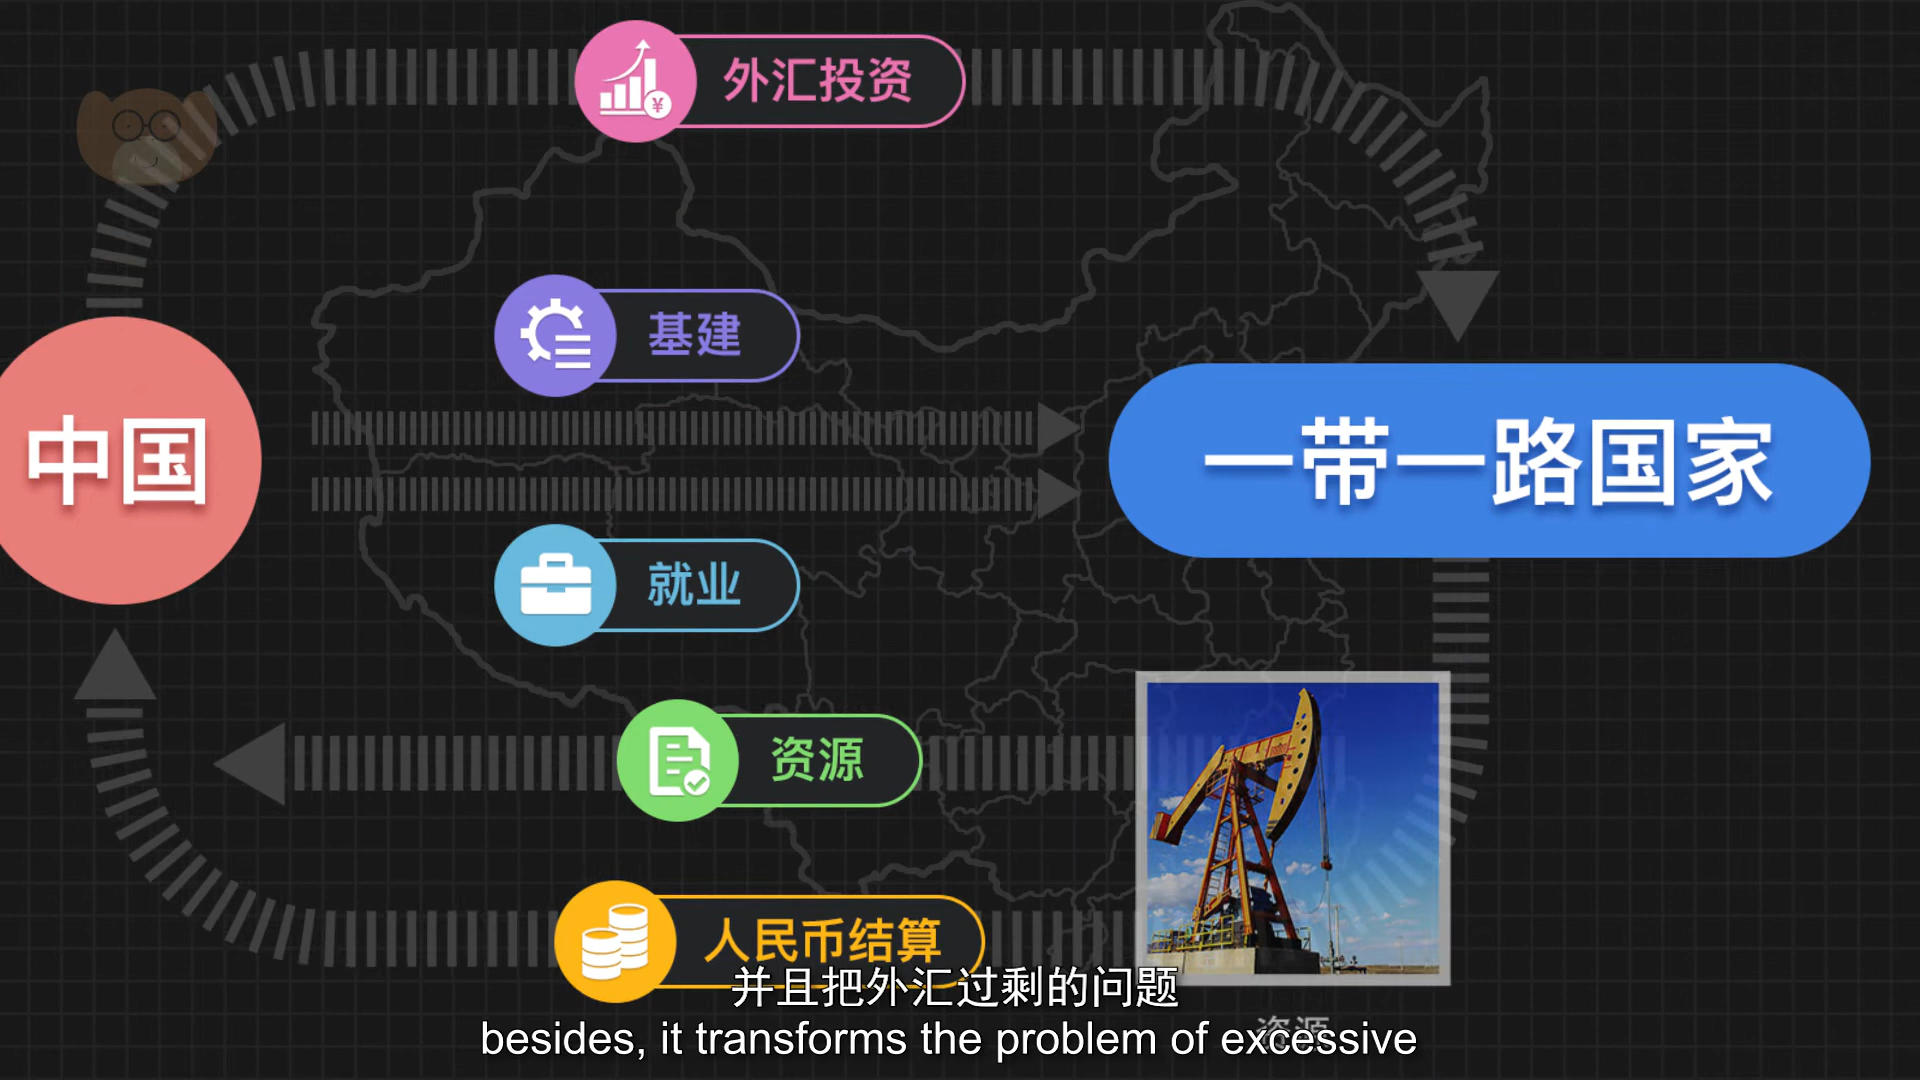 外汇投资
基建
中国
一带一路国家
就业
资源
人民币结算
资源
并且把外汇过剩的问题
besides, it transforms the problem of excessive